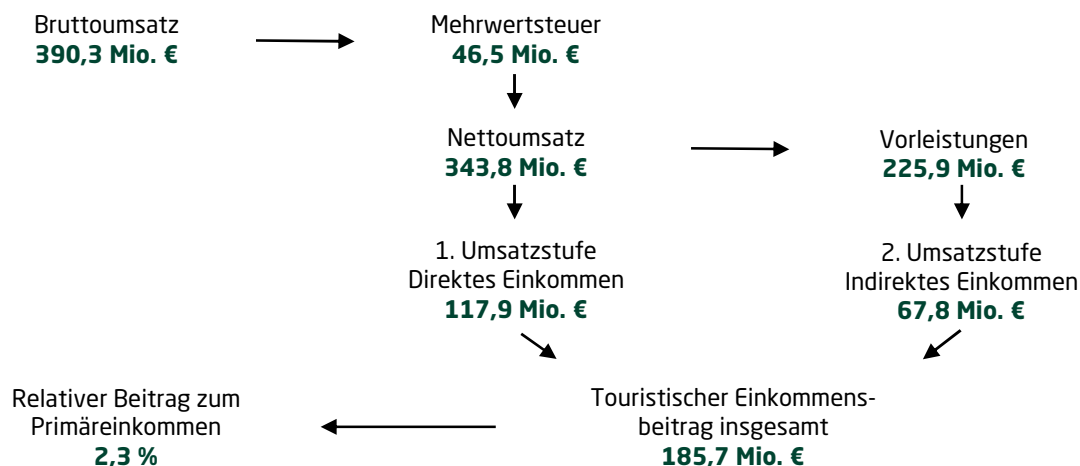 Bruttoumsatz
390,3 Mio. €
Mehrwertsteuer
46,5 Mio. €
Nettoumsatz
343,8 Mio. €
Vorleistungen
225,9 Mio. €
1. Umsatzstufe
Direktes Einkommen
117,9 Mio. €
2. Umsatzstufe
Indirektes Einkommen
67,8 Mio. €
Relativer Beitrag zum
Primäreinkommen
2,3 %
Touristischer Einkommens-
beitrag insgesamt
185,7 Mio. €